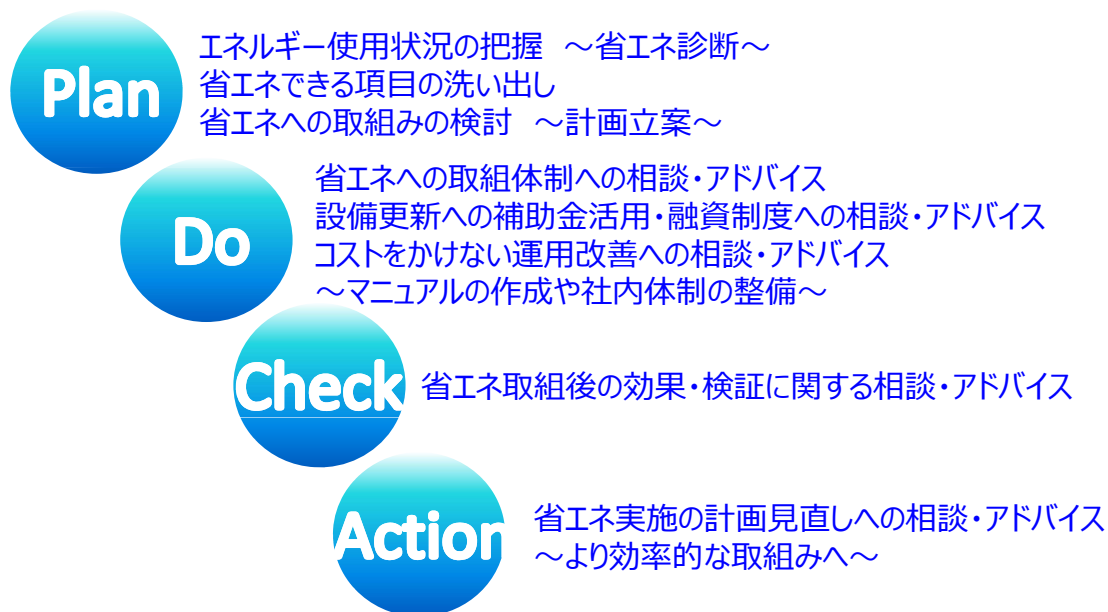 Plan
エネルギー使用状況の把握　～省エネ診断～
省エネできる項目の洗い出し
省エネへの取組みの検討　～計画立案～
Do
省エネへの取組体制への相談・アドバイス
設備更新への補助金活用・融資制度への相談・アドバイス
コストをかけない運用改善への相談・アドバイス
～マニュアルの作成や社内体制の整備～
Check
省エネ取組後の効果・検証に関する相談・アドバイス
Action
省エネ実施の計画見直しへの相談・アドバイス
～より効率的な取組みへ～